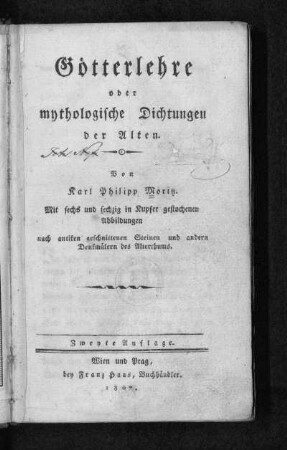 Götterlehre
oder
mythologische Dichtungen
der Alten.
Von
Karl Philipp Moritz.
Mit sechs und sechzig in Kupfer gestochenen
Abbildungen
nach antiken geschnittenen Steinen und andern
Denkmälern des Alterthums.
Zweyte Auflage.
Wien und Prag,
bey Franz Haas, Buchhändler.